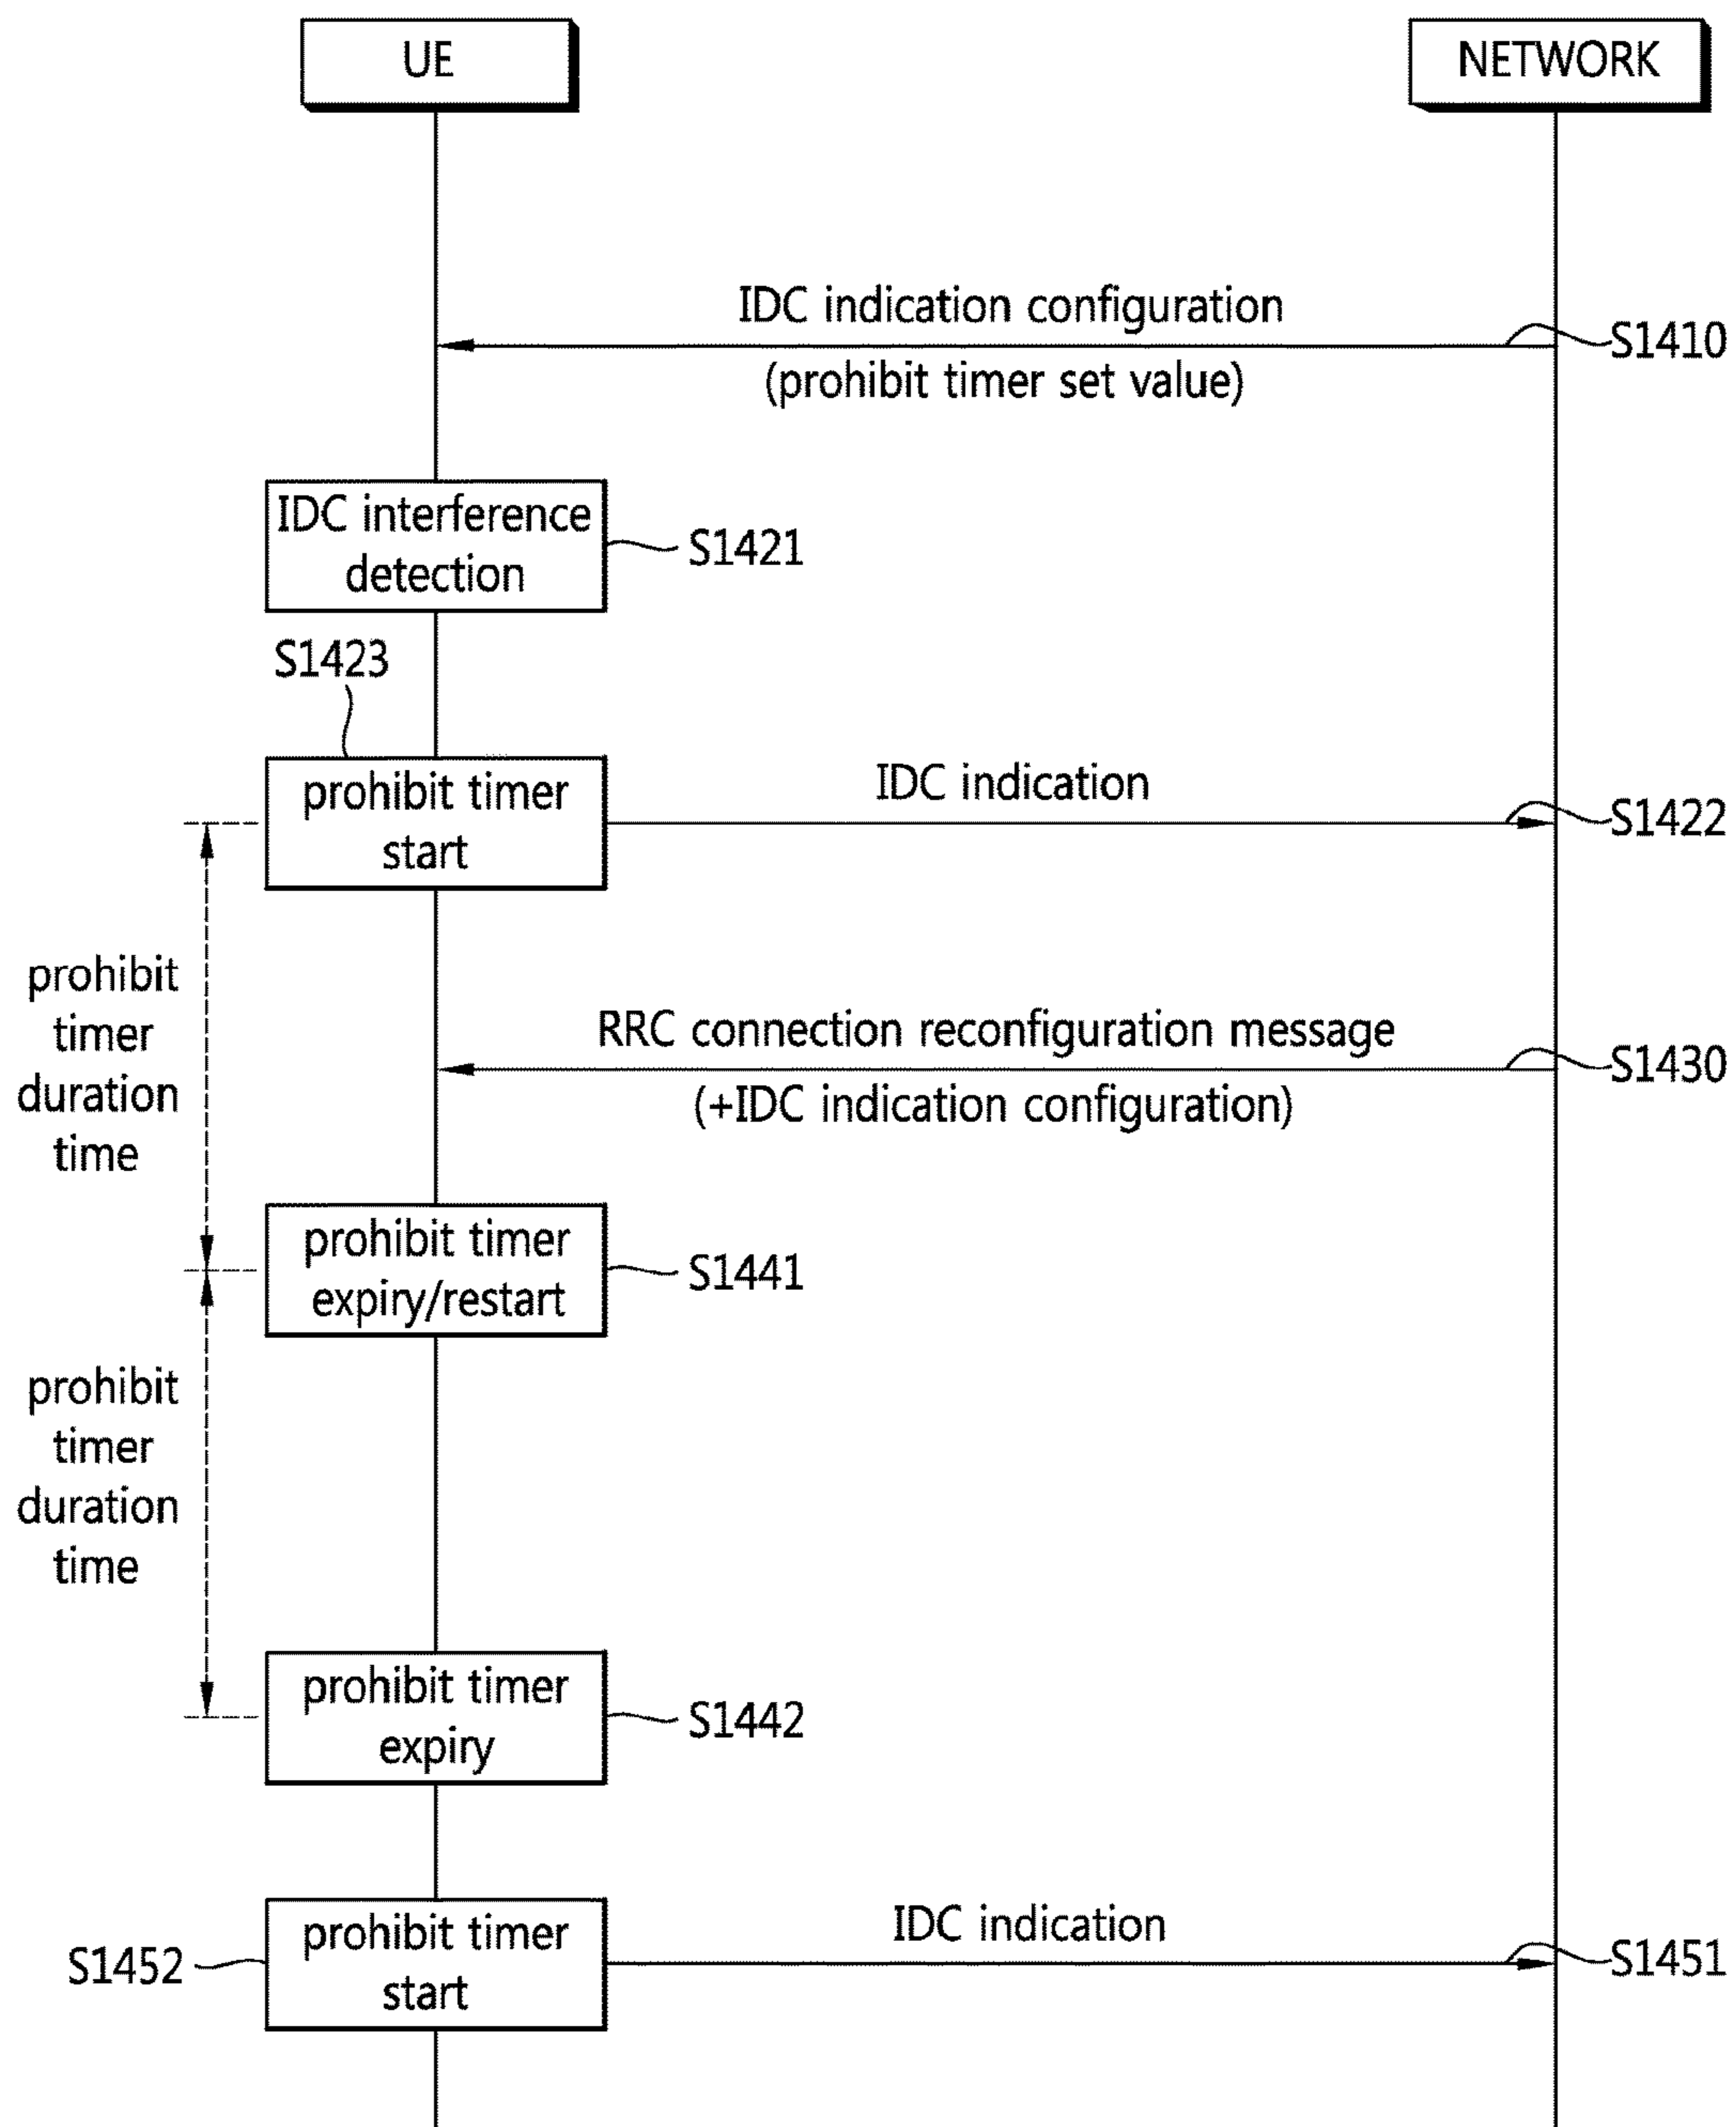 UE
NETWORK
IDC indication configuration
S1410
(prohibit timer set value)
IDC interference
detection
S1421
S1423
prohibit timer
start
IDC indication
S1422
prohibit
timer
duration
time
RRC connection reconfiguration message
S1430
(+IDC indication configuration)
prohibit timer
expiry/restart
S1441
prohibit
timer
duration
time
prohibit timer
expiry
S1442
prohibit timer
start
S1452
IDC indication
S1451